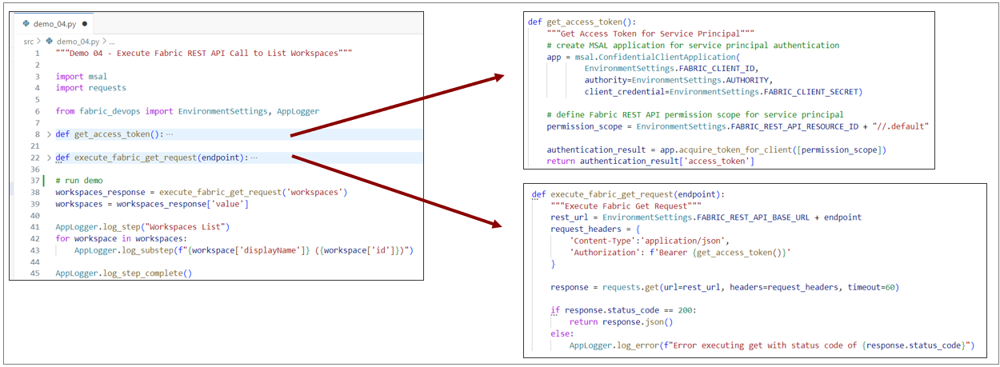 demo_04.py
src > demo_04.py > ...
1 """Demo 04 - Execute Fabric REST API Call to List Workspaces"""
2
3 import msal
4 import requests
5
6 from fabric_devops import EnvironmentSettings, AppLogger
7
8 > def get_access_token(): ...
21
22 > def execute_fabric_get_request(endpoint): ...
36
37 # run demo
38 workspaces_response = execute_fabric_get_request('workspaces')
39 workspaces = workspaces_response['value']
40
41 AppLogger.log_step("Workspaces List")
42 for workspace in workspaces:
43 AppLogger.log_substep(f"{workspace['displayName']} ({workspace['id']})")
44
45 AppLogger.log_step_complete()
def get_access_token():
"""Get Access Token for Service Principal"""
# create MSAL application for service principal authentication
app = msal.ConfidentialClientApplication(
EnvironmentSettings.FABRIC_CLIENT_ID,
authority=EnvironmentSettings.AUTHORITY,
client_credential=EnvironmentSettings.FABRIC_CLIENT_SECRET)
# define Fabric REST API permission scope for service principal
permission_scope = EnvironmentSettings.FABRIC_REST_API_RESOURCE_ID + "//.default"
authentication_result = app.acquire_token_for_client([permission_scope])
return authentication_result['access_token']
def execute_fabric_get_request(endpoint):
"""Execute Fabric Get Request"""
rest_url = EnvironmentSettings.FABRIC_REST_API_BASE_URL + endpoint
request_headers = {
'Content-Type':'application/json',
'Authorization': f'Bearer {get_access_token()}'
}
response = requests.get(url=rest_url, headers=request_headers, timeout=60)
if response.status_code == 200:
return response.json()
else:
AppLogger.log_error(f"Error executing get with status code of {response.status_code}")